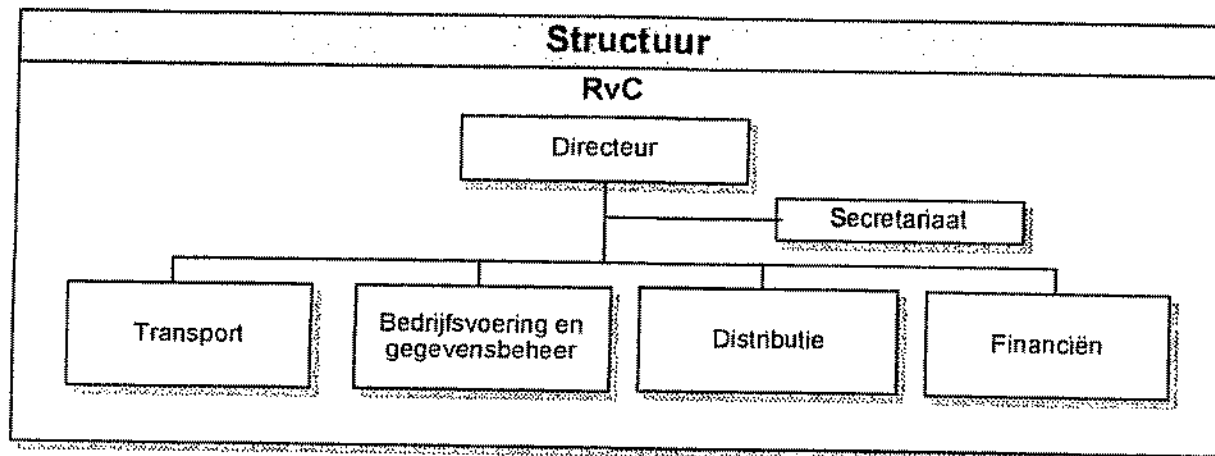 Structuur
RvC
Directeur
Secretariaat
Transport
Bedrijfsvoering en
gegevensbeheer
Distributie
Financiën